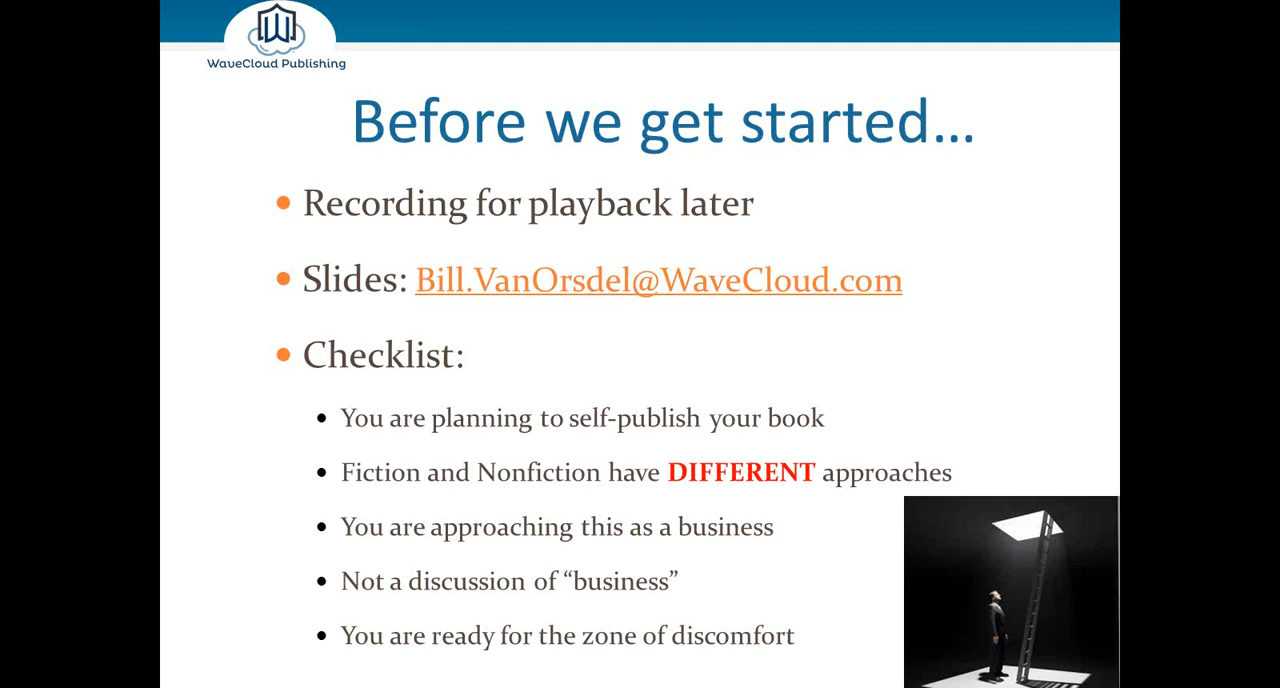 WaveCloud Publishing
Before we get started...
• Recording for playback later
• Slides: Bill.VanOrsdel@WaveCloud.com
• Checklist:
• You are planning to self-publish your book
• Fiction and Nonfiction have DIFFERENT approaches
• You are approaching this as a business
• Not a discussion of “business”
• You are ready for the zone of discomfort